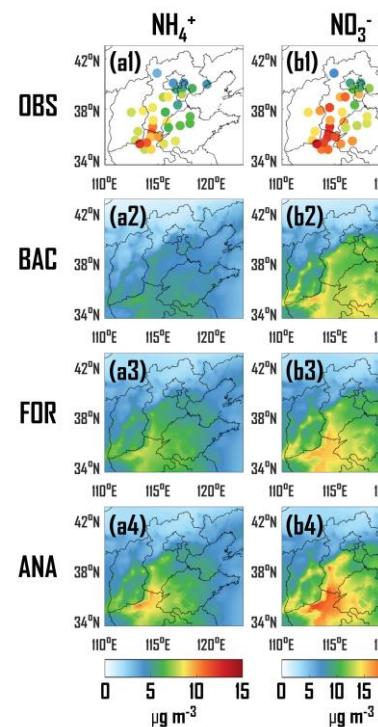 NH₄⁺ NO₃⁻
OBS (a1) (b1)
42°N 42°N
38°N 38°N
34°N 34°N
110°E 115°E 120°E 110°E 115°E
BAC (a2) (b2)
42°N 42°N
38°N 38°N
34°N 34°N
110°E 115°E 120°E 110°E 115°E
FOR (a3) (b3)
42°N 42°N
38°N 38°N
34°N 34°N
110°E 115°E 120°E 110°E 115°E
ANA (a4) (b4)
42°N 42°N
38°N 38°N
34°N 34°N
110°E 115°E 120°E 110°E 115°E
0 5 10 15 0 10
μg m⁻³ μg m⁻